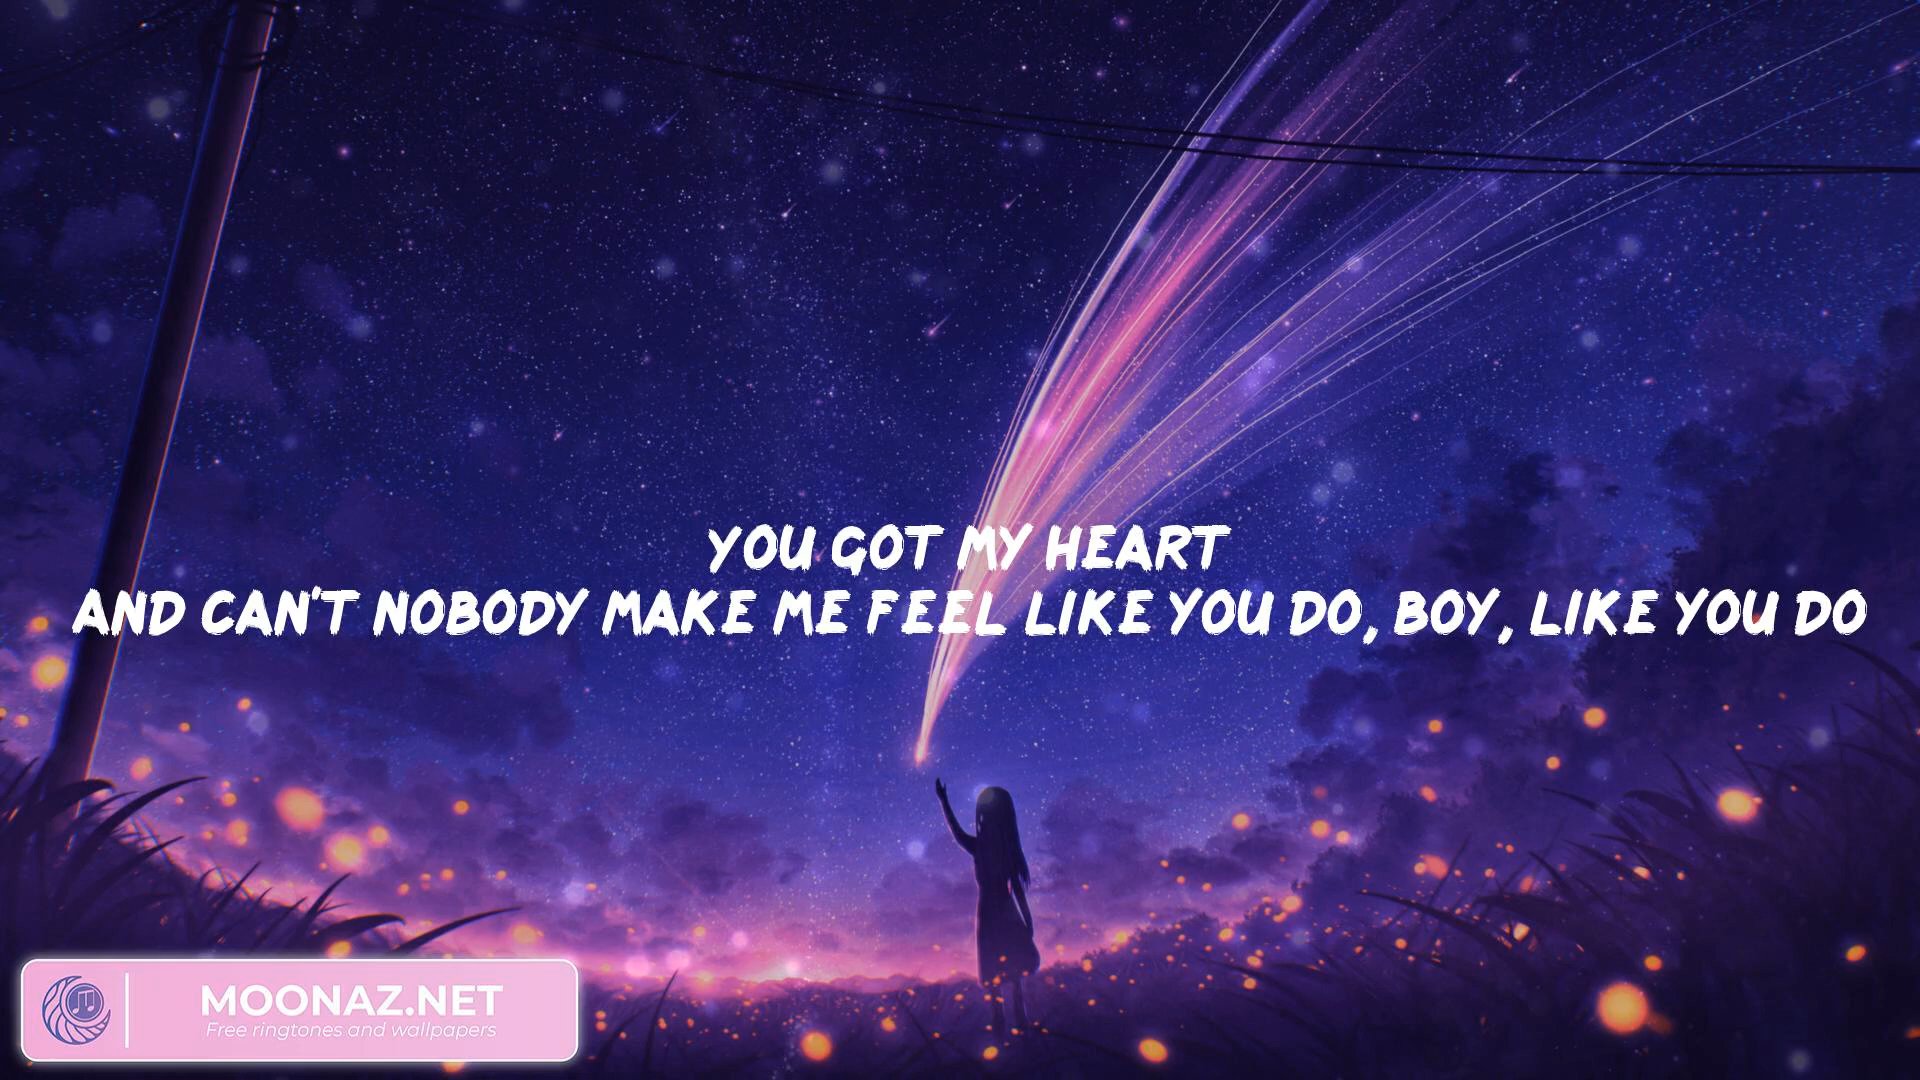 YOU GOT MY HEART
AND CAN'T NOBODY MAKE ME FEEL LIKE YOU DO, BOY, LIKE YOU DO
MOONAZ.NET
Free ringtones and wallpapers